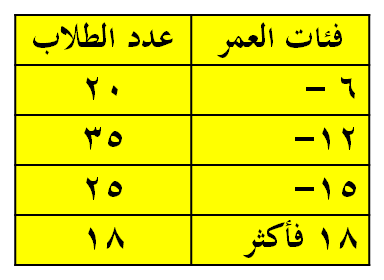 فئات العمر عدد الطلاب
٦ – ٢٠
١٢– ٣٥
١٥– ٢٥
١٨ فأكثر ١٨